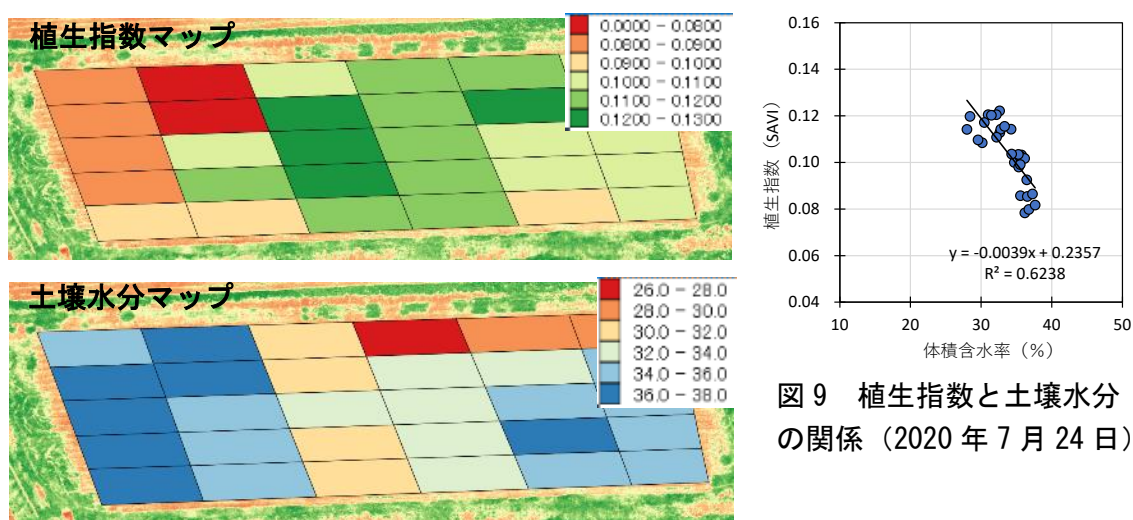 植生指数マップ
0.0000 - 0.0800
0.0800 - 0.0900
0.0900 - 0.1000
0.1000 - 0.1100
0.1100 - 0.1200
0.1200 - 0.1300
土壌水分マップ
26.0 - 28.0
28.0 - 30.0
30.0 - 32.0
32.0 - 34.0
34.0 - 36.0
36.0 - 38.0
植生指数（SAVI）
0.16
0.14
0.12
0.10
0.08
0.06
0.04
y = -0.0039x + 0.2357
R² = 0.6238
10 20 30 40 50
体積含水率（%）
図９ 植生指数と土壌水分
の関係（2020 年 7 月 24 日）